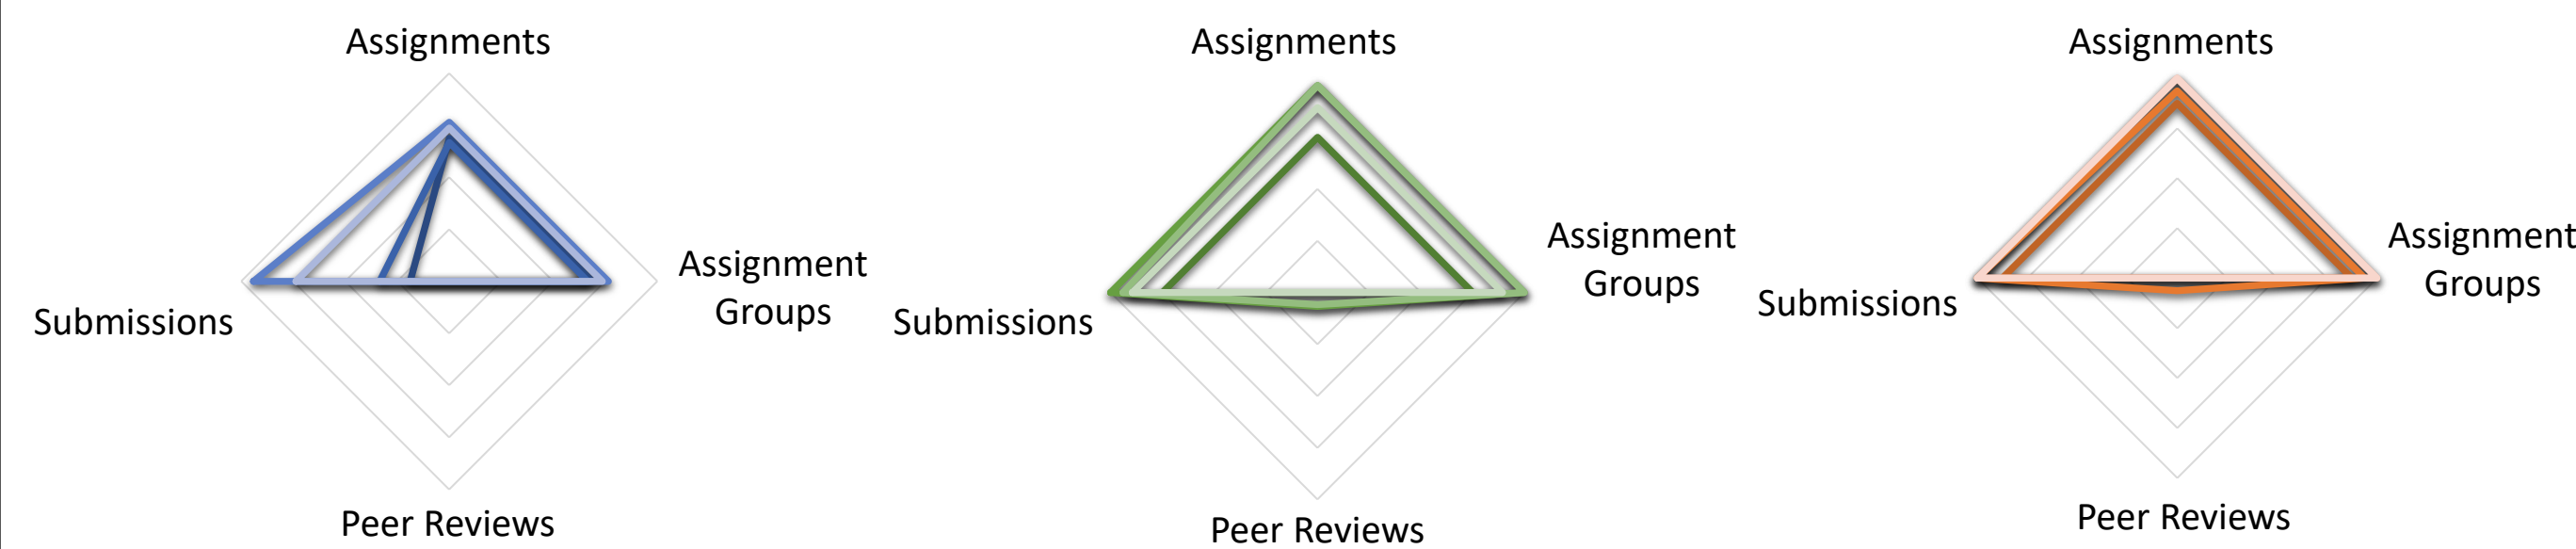 Assignments
Assignment
Groups
Submissions
Peer Reviews
Assignments
Assignment
Groups
Submissions
Peer Reviews
Assignments
Assignment
Groups
Submissions
Peer Reviews